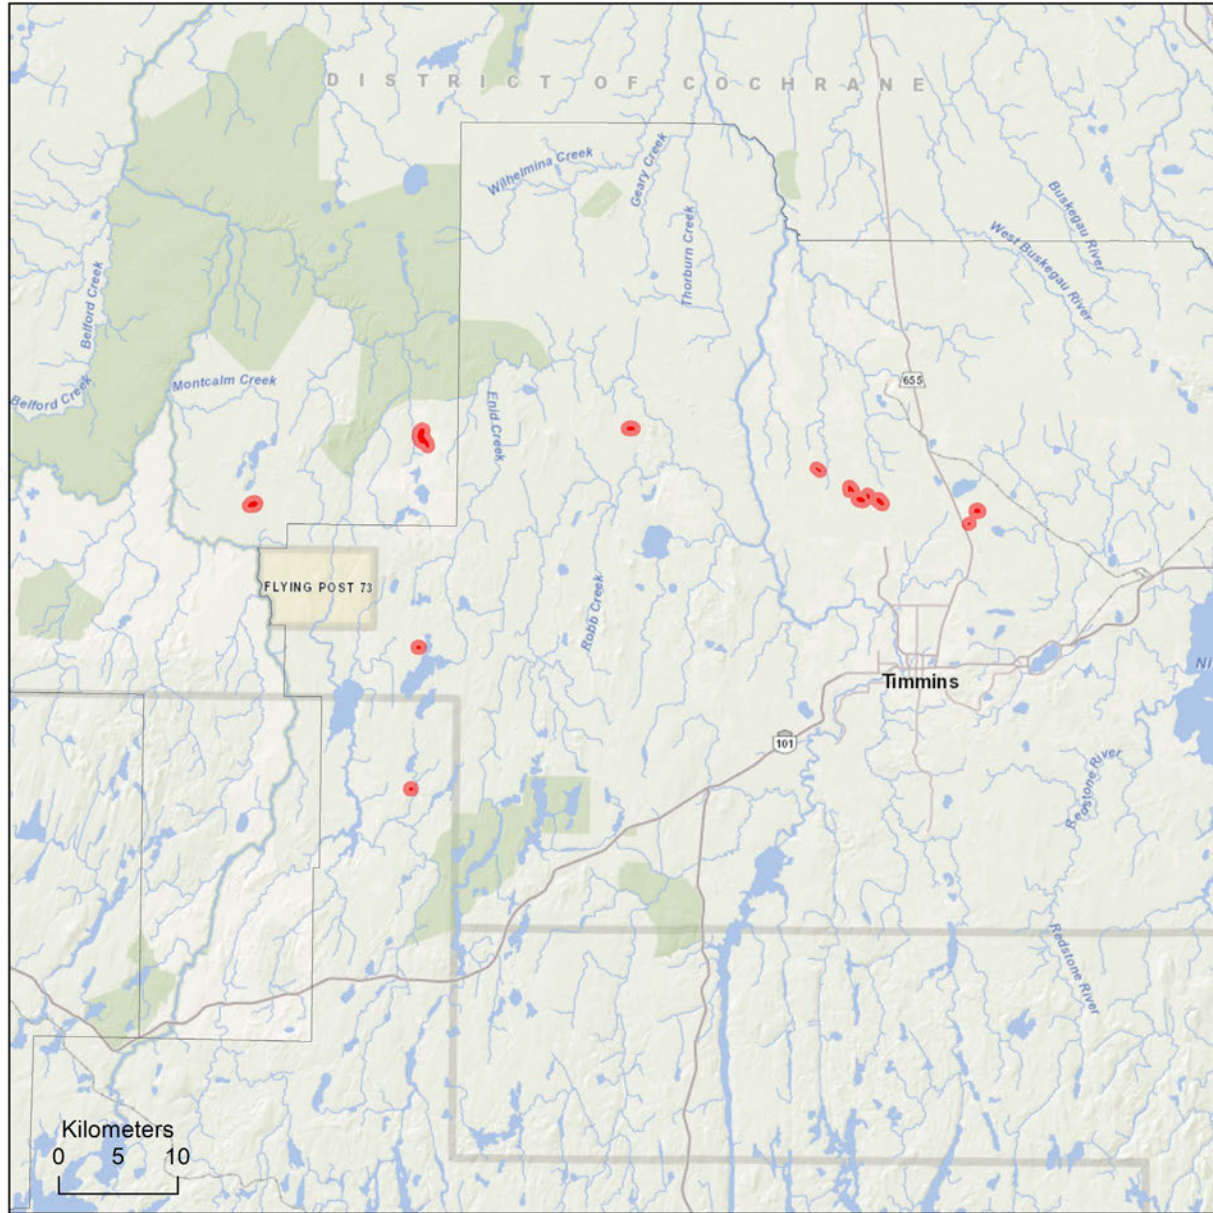 DISTRICT OF COCHRANE
Wilhelmina Creek
Geary Creek
Thorburn Creek
Buskegau River
West Buskegau River
Belford Creek
Belford Creek
Montcalm Creek
Enid Creek
655
FLYING POST 73
Robb Creek
Timmins
101
Redstone River
Redstone River
Kilometers
0 5 10